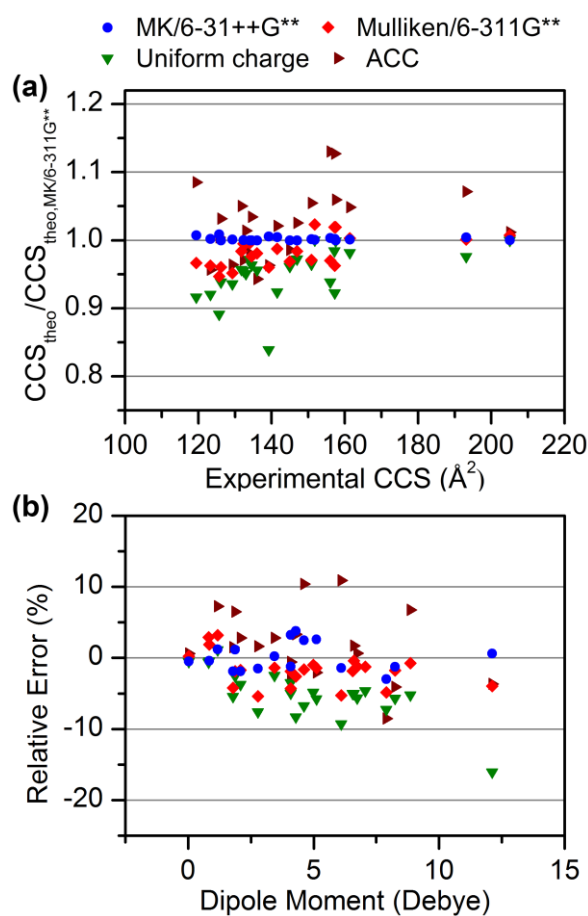 MK/6-31++G** Mulliken/6-311G**
Uniform charge ACC
(a)
1.2
1.1
1.0
0.9
0.8
CCStheo/CCStheo,MK/6-311G**
100 120 140 160 180 200 220
Experimental CCS (Å²)
(b)
20
10
0
-10
-20
Relative Error (%)
0 5 10 15
Dipole Moment (Debye)